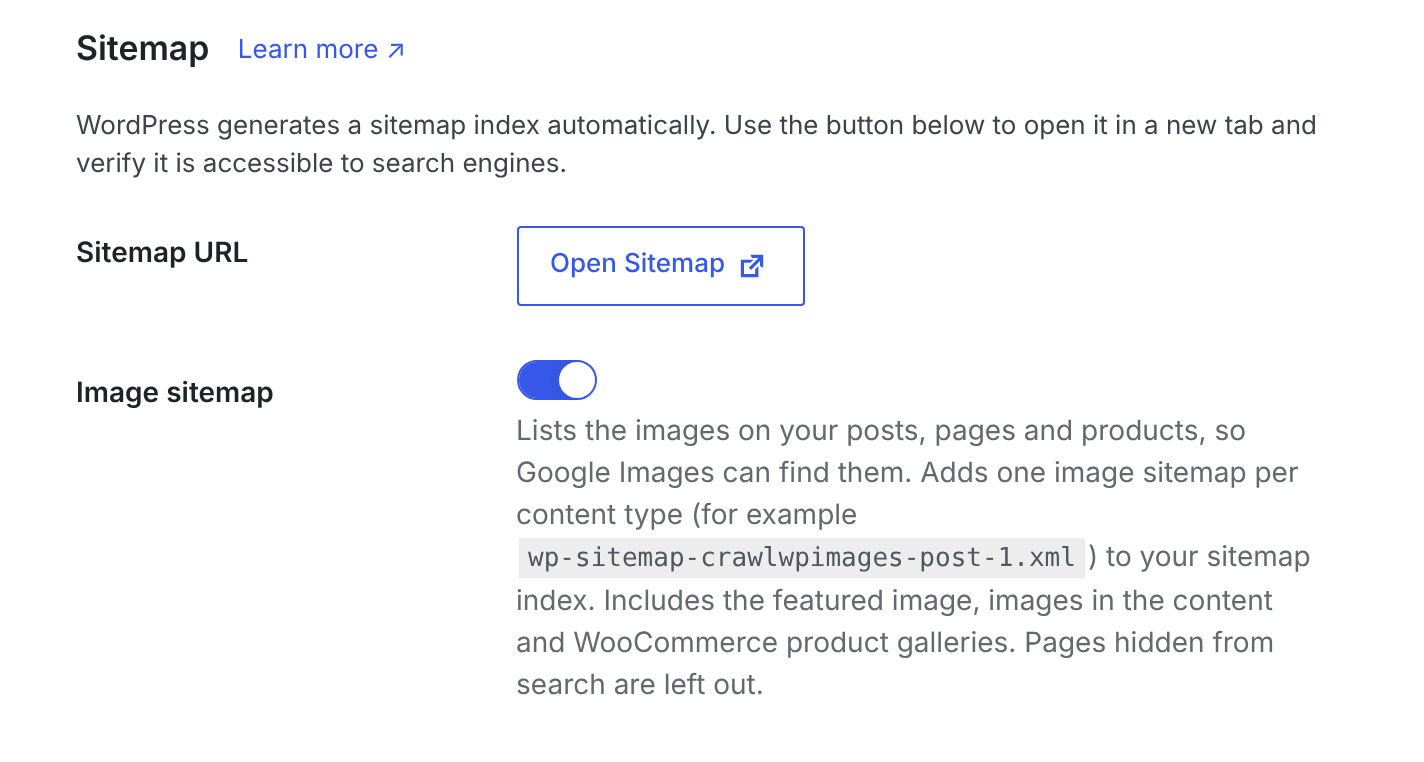 Sitemap Learn more ↗
WordPress generates a sitemap index automatically. Use the button below to open it in a new tab and
verify it is accessible to search engines.
Sitemap URL
Open Sitemap
Image sitemap
Lists the images on your posts, pages and products, so
Google Images can find them. Adds one image sitemap per
content type (for example
wp-sitemap-crawlwpimages-post-1.xml ) to your sitemap
index. Includes the featured image, images in the content
and WooCommerce product galleries. Pages hidden from
search are left out.